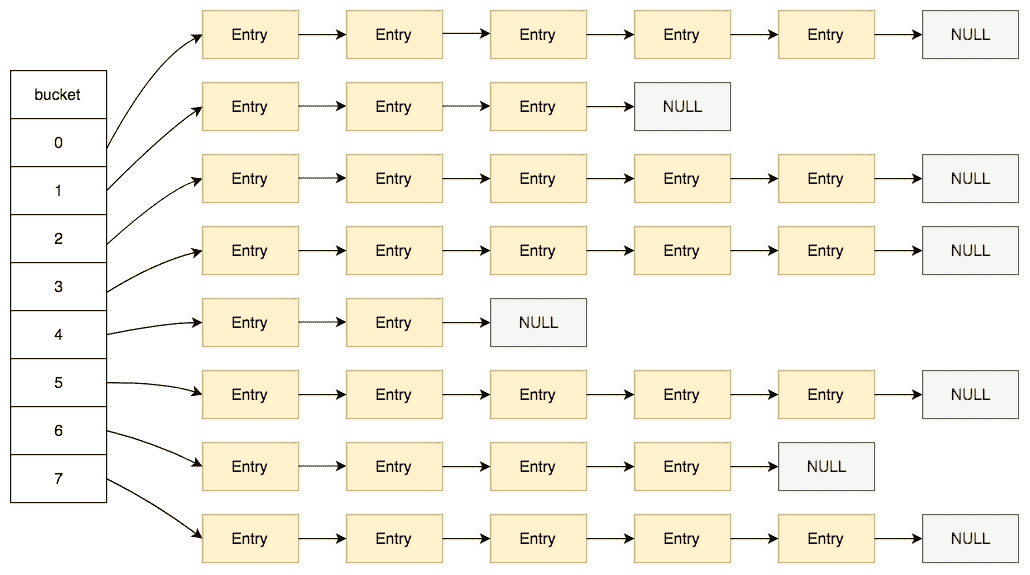 Entry Entry Entry Entry Entry NULL
bucket
Entry Entry Entry NULL
0
1
Entry Entry Entry Entry Entry NULL
2
Entry Entry Entry Entry Entry NULL
3
Entry Entry NULL
4
5
Entry Entry Entry Entry Entry NULL
6
Entry Entry Entry Entry NULL
7
Entry Entry Entry Entry Entry NULL